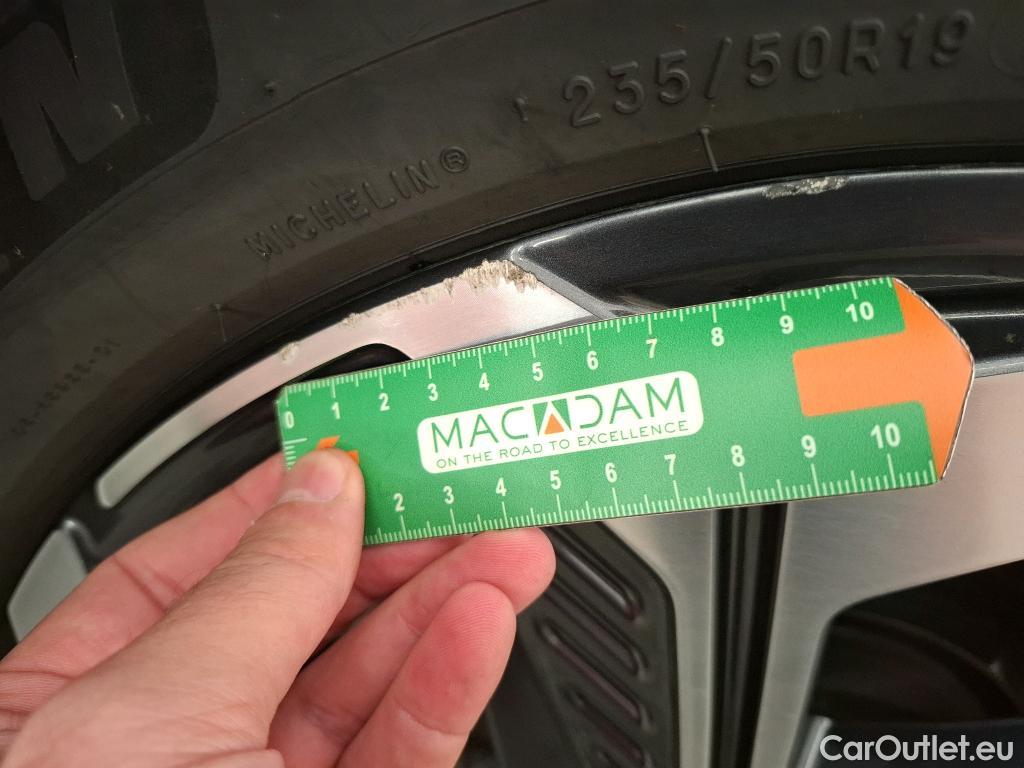 235/50R19
MICHELIN®
0 1 2 3 4 5 6 7 8 9 10
MACADAM
ON THE ROAD TO EXCELLENCE
2 3 4 5 6 7 8 9 10
CarOutlet.eu